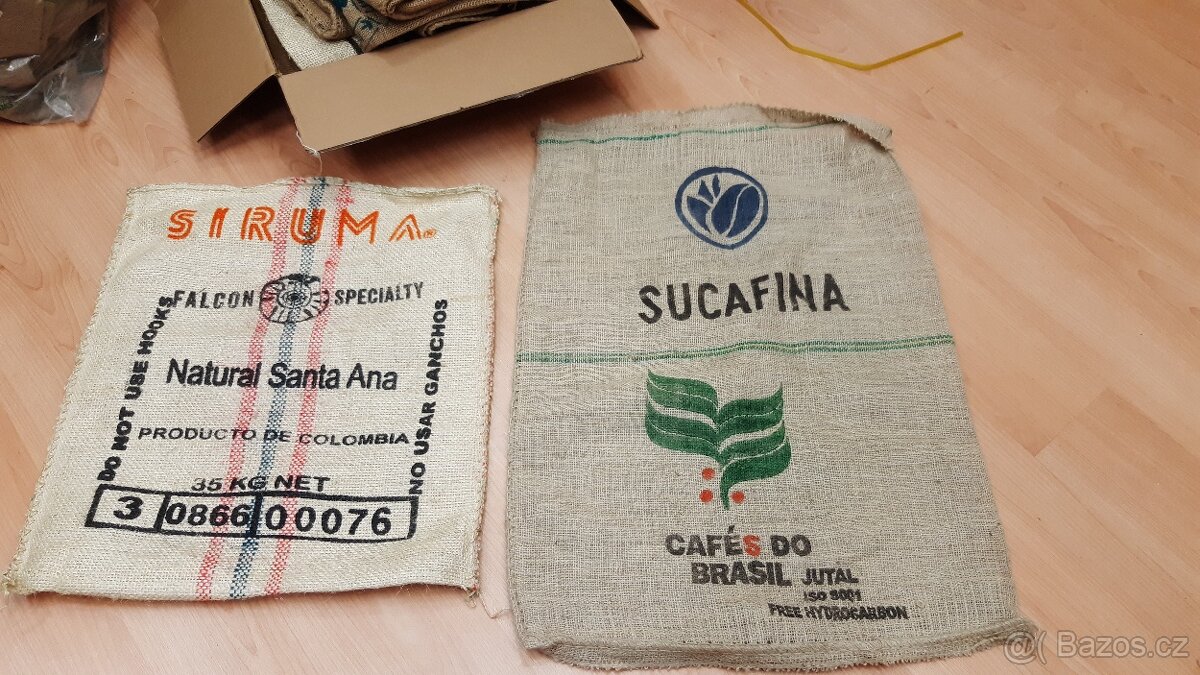 SIRUMA
FALCON SPECIALTY
DO NOT USE HOOKS
Natural Santa Ana
PRODUCTO DE COLOMBIA
NO USAR GANCHOS
35 KG NET
3 0866 00076
SUCAFINA
CAFÉS DO
BRASIL JUTAL
ISO 9001
FREE HYDROCARBON
@( Bazos.cz